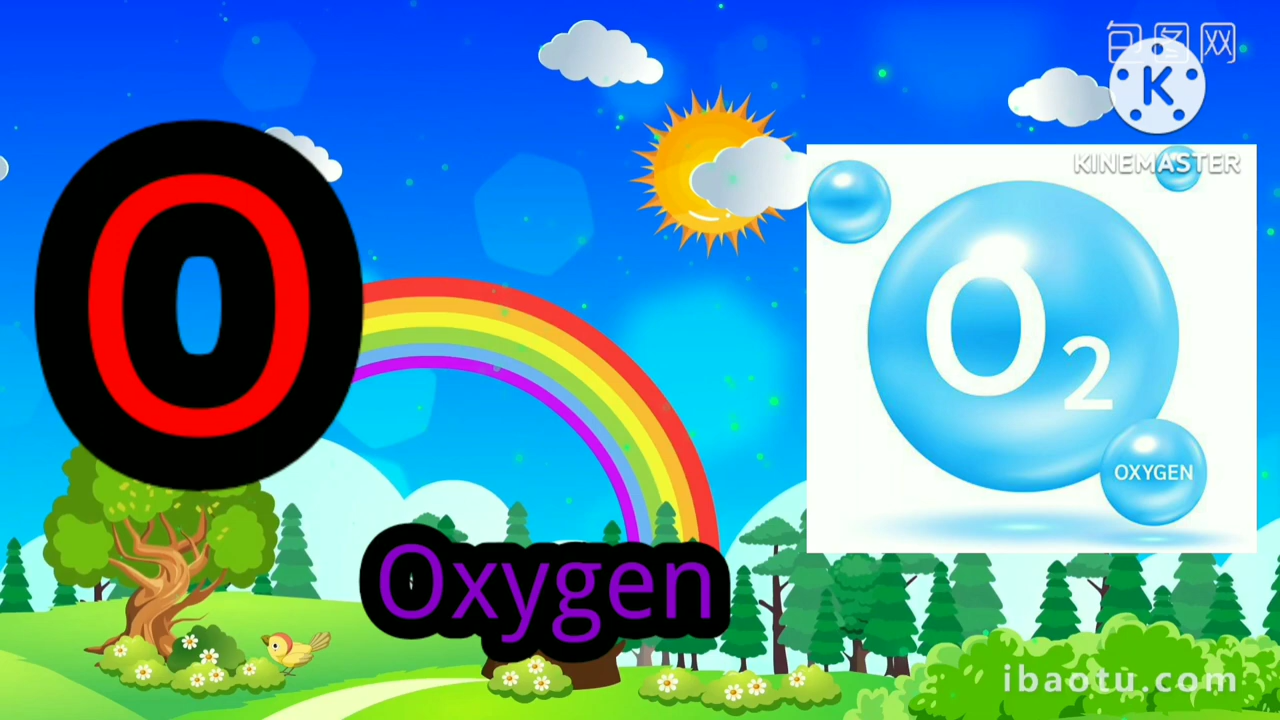 包图网
K
KINEMASTER
O
O2
OXYGEN
Oxygen
ibaotu.com